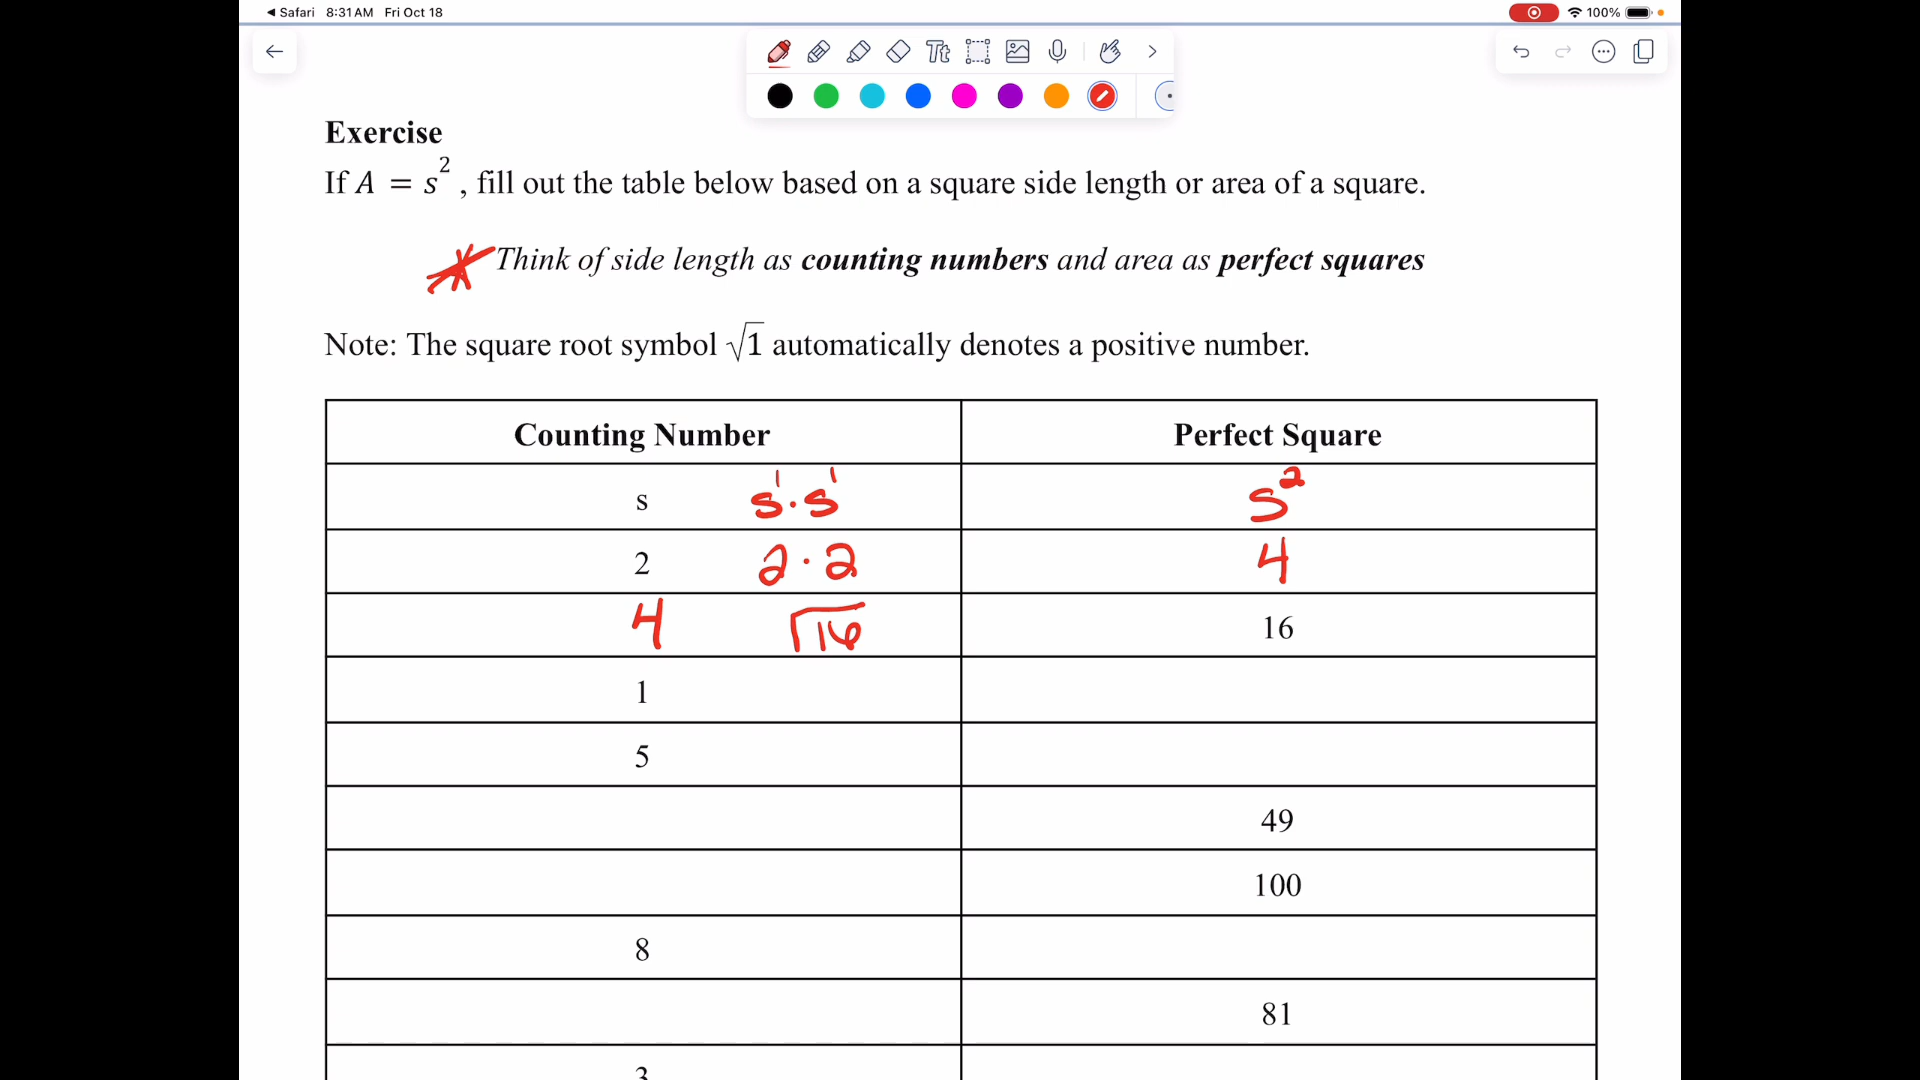 ◄ Safari 8:31 AM Fri Oct 18
100%
Tt
Exercise
If A = s², fill out the table below based on a square side length or area of a square.
Think of side length as counting numbers and area as perfect squares
Note: The square root symbol √1 automatically denotes a positive number.
Counting Number Perfect Square
s s¹·s¹ s²
2 2·2 4
4 √16 16
1
5
49
100
8
81
3